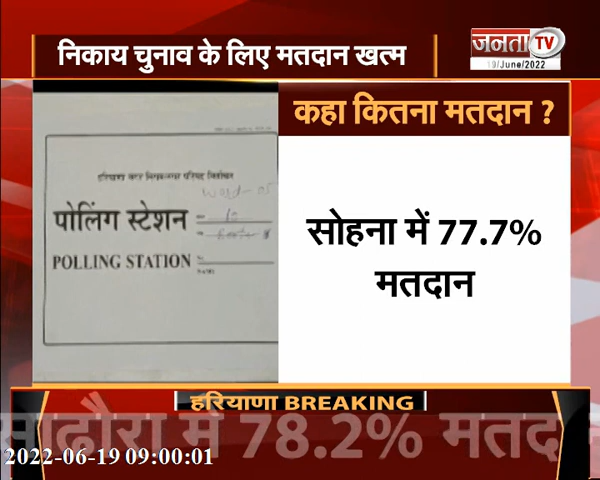 निकाय चुनाव के लिए मतदान खत्म
जनता TV
19/June/2022
कहा कितना मतदान ?
पोलिंग स्टेशन
POLLING STATION
सोहना में 77.7%
मतदान
हरियाणा BREAKING
साढौरा में 78.2% मतद
2022-06-19 09:00:01